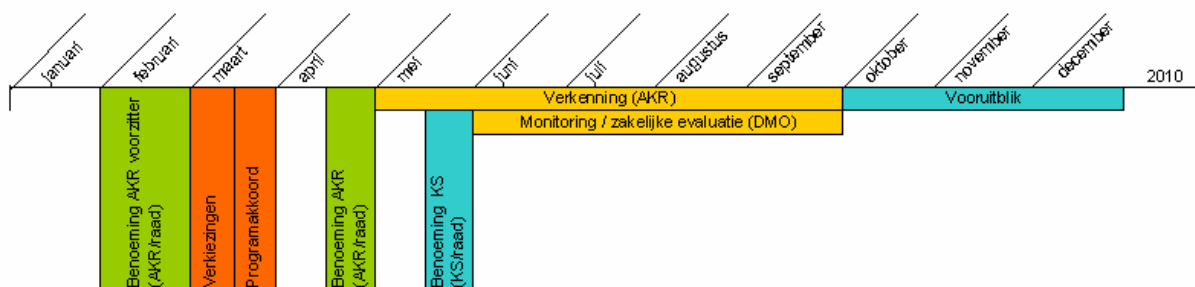 januari
februari
maart
april
mei
juni
juli
augustus
september
oktober
november
december
2010
Verkenning (AKR)
Vooruitblik
Monitoring / zakelijke evaluatie (DMO)
Benoeming AKR voorzitter
(AKR/raad)
Verkiezingen
Programakkoord
Benoeming AKR
(AKR/raad)
Benoeming KS
(KS/raad)